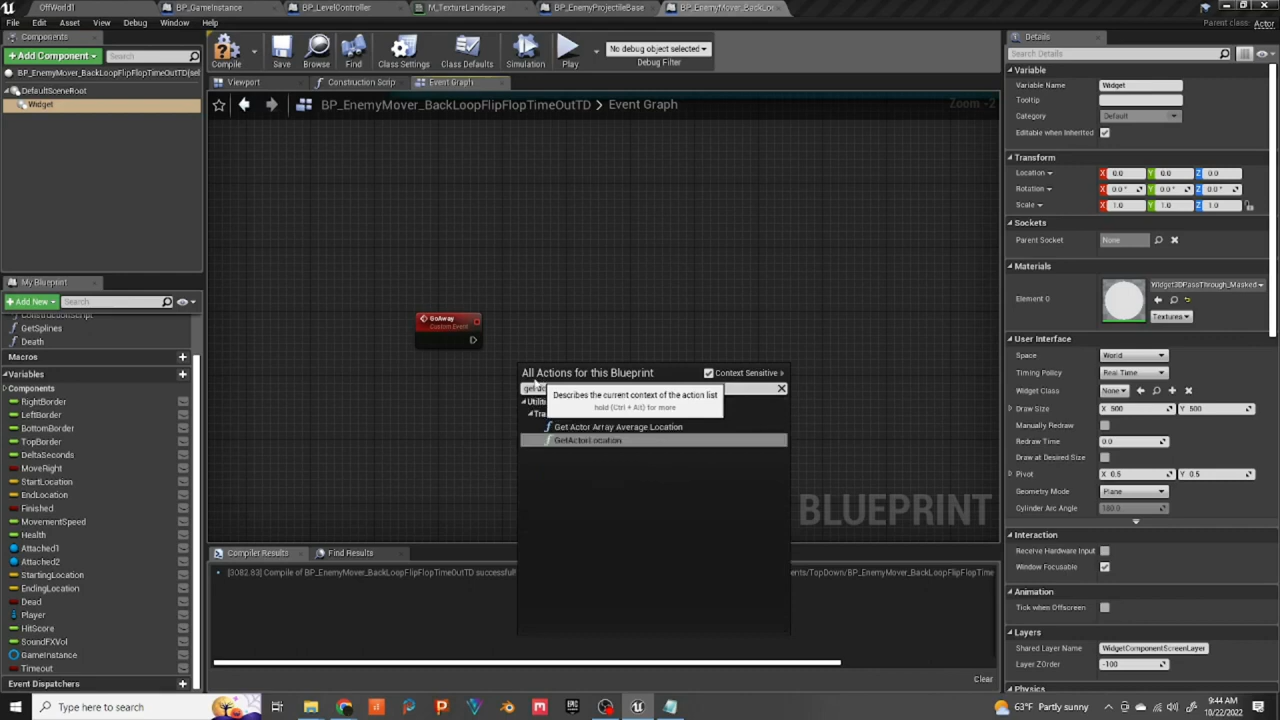 OffWorld1
BP_GameInstance
BP_LevelController
M_TextureLandscape
BP_EnemyProjectileBase
BP_EnemyMover_BackLoo
File
Edit
Asset
View
Debug
Window
Help
Parent class: Actor
Components
Add Component
Search
BP_EnemyMover_BackLoopFlipFlopTimeOutTD(sel
DefaultSceneRoot
Widget
Compile
Save
Browse
Find
Class Settings
Class Defaults
Simulation
Play
No debug object selected
Debug Filter
Viewport
Construction Scrip
Event Graph
BP_EnemyMover_BackLoopFlipFlopTimeOutTD > Event Graph
Zoom -2
GoAway
Custom Event
All Actions for this Blueprint
Context Sensitive
Describes the current context of the action list
hold (Ctrl + Alt) for more
Get Actor Array Average Location
GetActorLocation
BLUEPRINT
My Blueprint
Add New
Search
ConstructionScript
GetSplines
Death
Macros
Variables
Components
RightBorder
LeftBorder
BottomBorder
TopBorder
DeltaSeconds
MoveRight
StartLocation
EndLocation
Finished
MovementSpeed
Health
Attached1
Attached2
StartingLocation
EndingLocation
Dead
Player
HitScore
SoundFXVol
GameInstance
Timeout
Event Dispatchers
Compiler Results
Find Results
[3082.83] Compile of BP_EnemyMover_BackLoopFlipFlopTimeOutTD successful
ents/TopDown/BP_EnemyMover_BackLoopFlipFlopTime
Clear
Details
Search Details
Variable
Variable Name
Widget
Tooltip
Category
Default
Editable when Inherited
Transform
Location
X 0.0
Y 0.0
Z 0.0
Rotation
X 0.0 °
Y 0.0 °
Z 0.0 °
Scale
X 1.0
Y 1.0
Z 1.0
Sockets
Parent Socket
None
Materials
Element 0
Widget3DPassThrough_Masked
Textures
User Interface
Space
World
Timing Policy
Real Time
Widget Class
None
Draw Size
X 500
Y 500
Manually Redraw
Redraw Time
0.0
Draw at Desired Size
Pivot
X 0.5
Y 0.5
Geometry Mode
Plane
Cylinder Arc Angle
180.0
Interaction
Receive Hardware Input
Window Focusable
Animation
Tick when Offscreen
Layers
Shared Layer Name
WidgetComponentScreenLayer
Layer ZOrder
-100
Physics
Type here to search
63°F Partly sunny
9:44 AM
10/22/2022